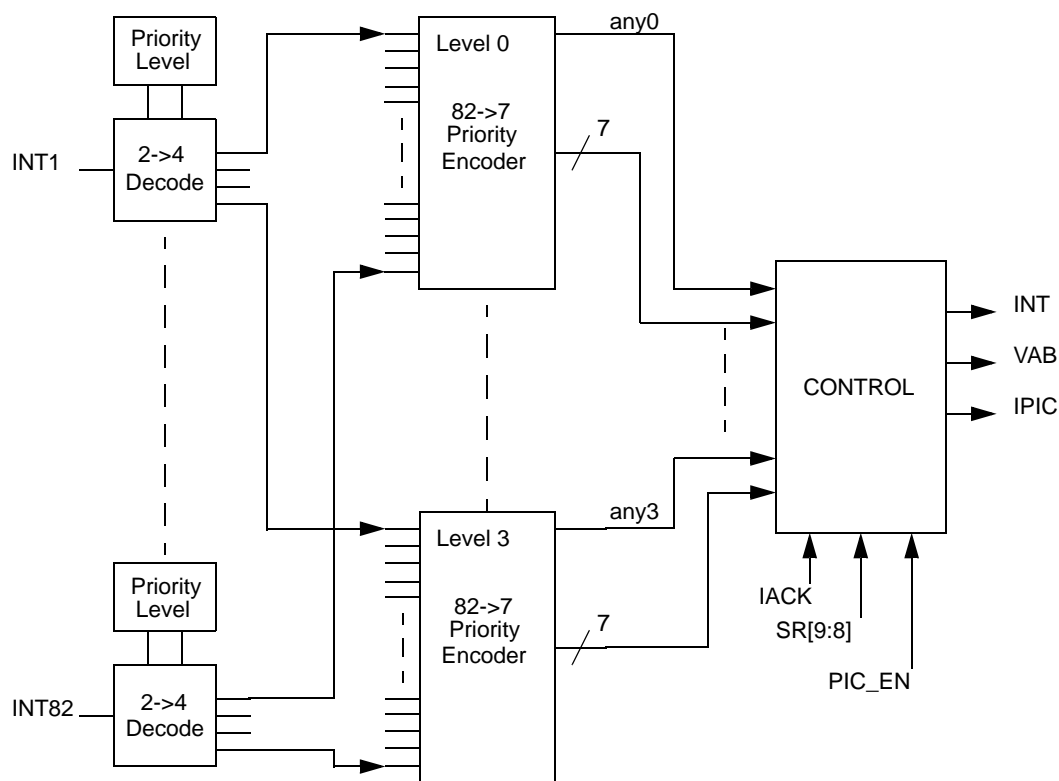 Priority
Level
2->4
Decode
INT1
Level 0
82->7
Priority
Encoder
any0
7
CONTROL
INT
VAB
IPIC
IACK
SR[9:8]
PIC_EN
Priority
Level
2->4
Decode
INT82
Level 3
82->7
Priority
Encoder
any3
7